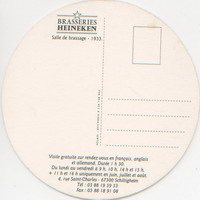 BRASSERIES
HEINEKEN
Salle de brassage - 1935
Visite gratuite sur rendez-vous en français, anglais
et allemand. Durée 1 h 30.
Du lundi au vendredi à 9 h, 10 h, 14 h et 15 h
+ 11 h et 16 h uniquement en juin, juillet et août.
6, rue Saint-Charles - 67300 Schiltigheim
Tél : 03 88 19 59 53
Fax : 03 88 18 91 08